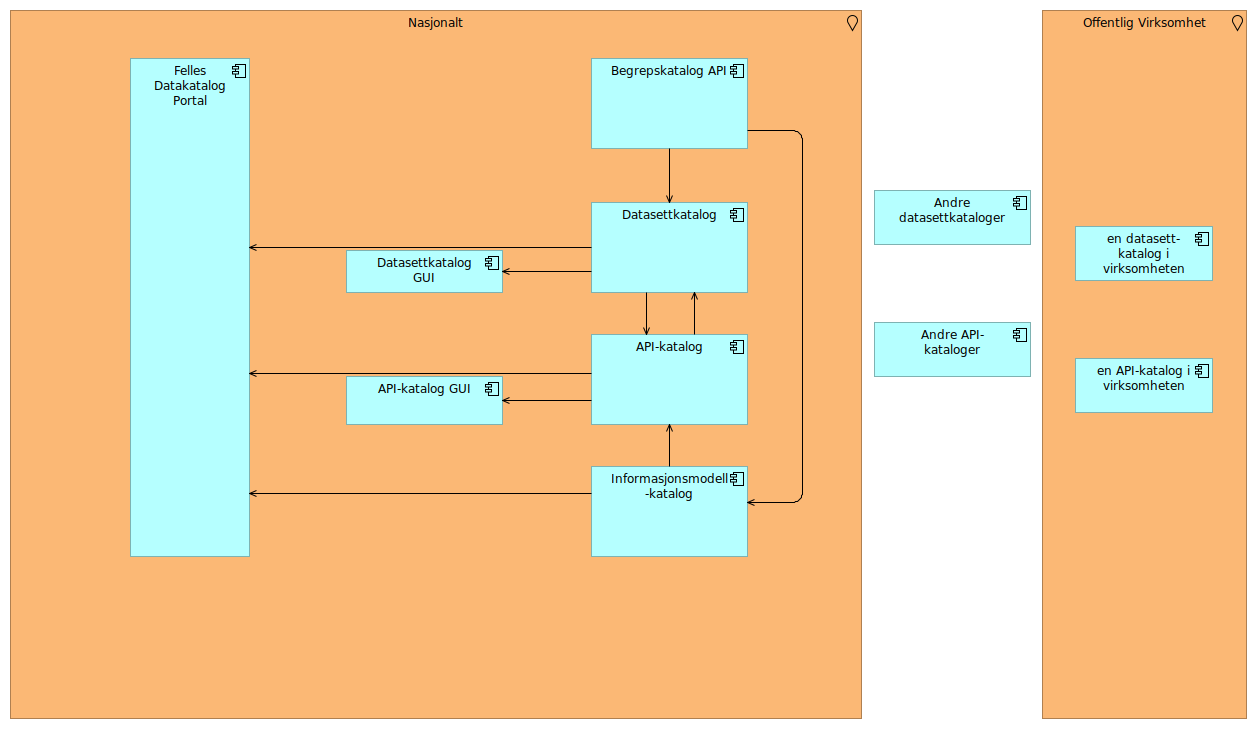 Nasjonalt
Offentlig Virksomhet
Felles
Datakatalog
Portal
Begrepskatalog API
Datasettkatalog
Datasettkatalog
GUI
API-katalog
API-katalog GUI
Informasjonsmodell
-katalog
Andre
datasettkataloger
Andre API-
kataloger
en datasett-
katalog i
virksomheten
en API-katalog i
virksomheten